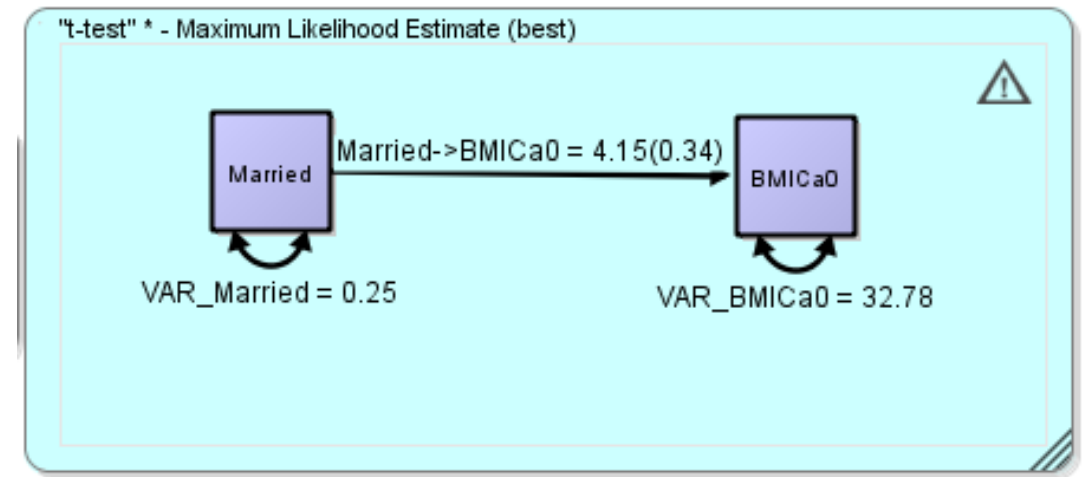 "t-test" * - Maximum Likelihood Estimate (best)
Married->BMICa0 = 4.15(0.34)
Married
BMICa0
VAR_Married = 0.25
VAR_BMICa0 = 32.78